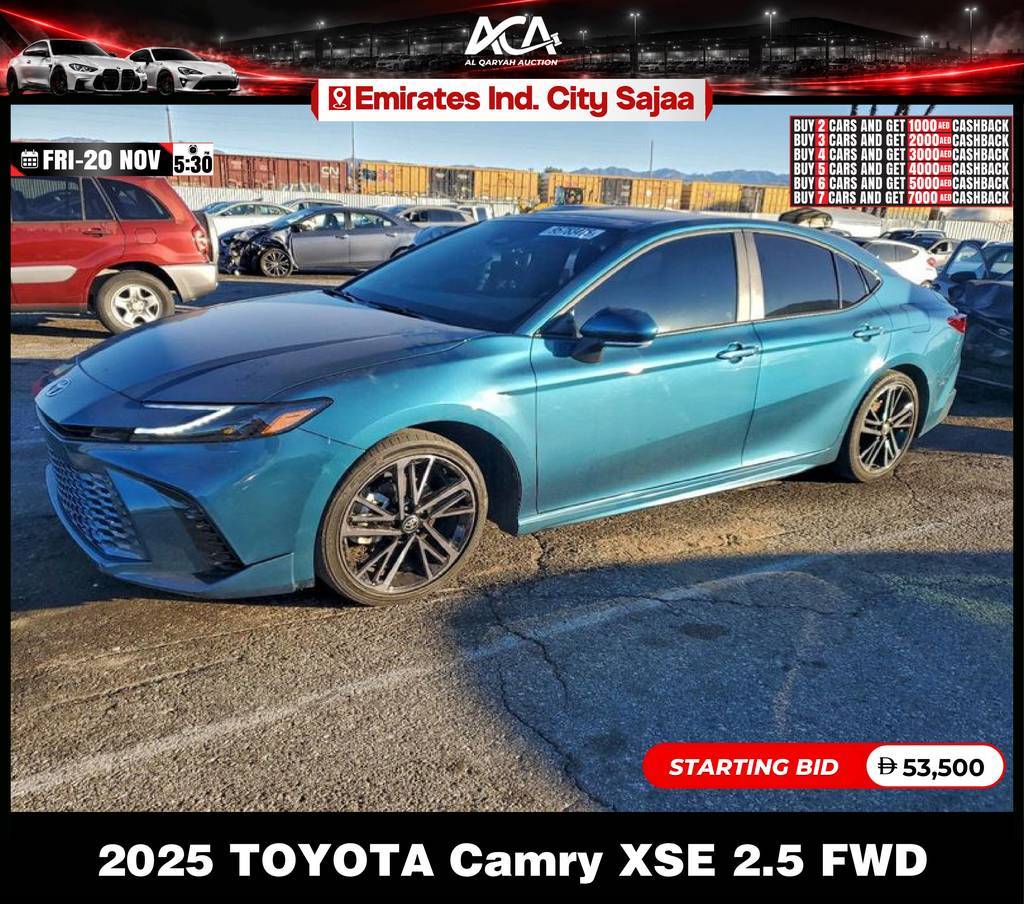 ACA
AL QARYAH AUCTION
Emirates Ind. City Sajaa
FRI-20 NOV
5:30
BUY 2 CARS AND GET 1000 AED CASHBACK
BUY 3 CARS AND GET 2000 AED CASHBACK
BUY 4 CARS AND GET 3000 AED CASHBACK
BUY 5 CARS AND GET 4000 AED CASHBACK
BUY 6 CARS AND GET 5000 AED CASHBACK
BUY 7 CARS AND GET 7000 AED CASHBACK
CN
STARTING BID
53,500
2025 TOYOTA Camry XSE 2.5 FWD